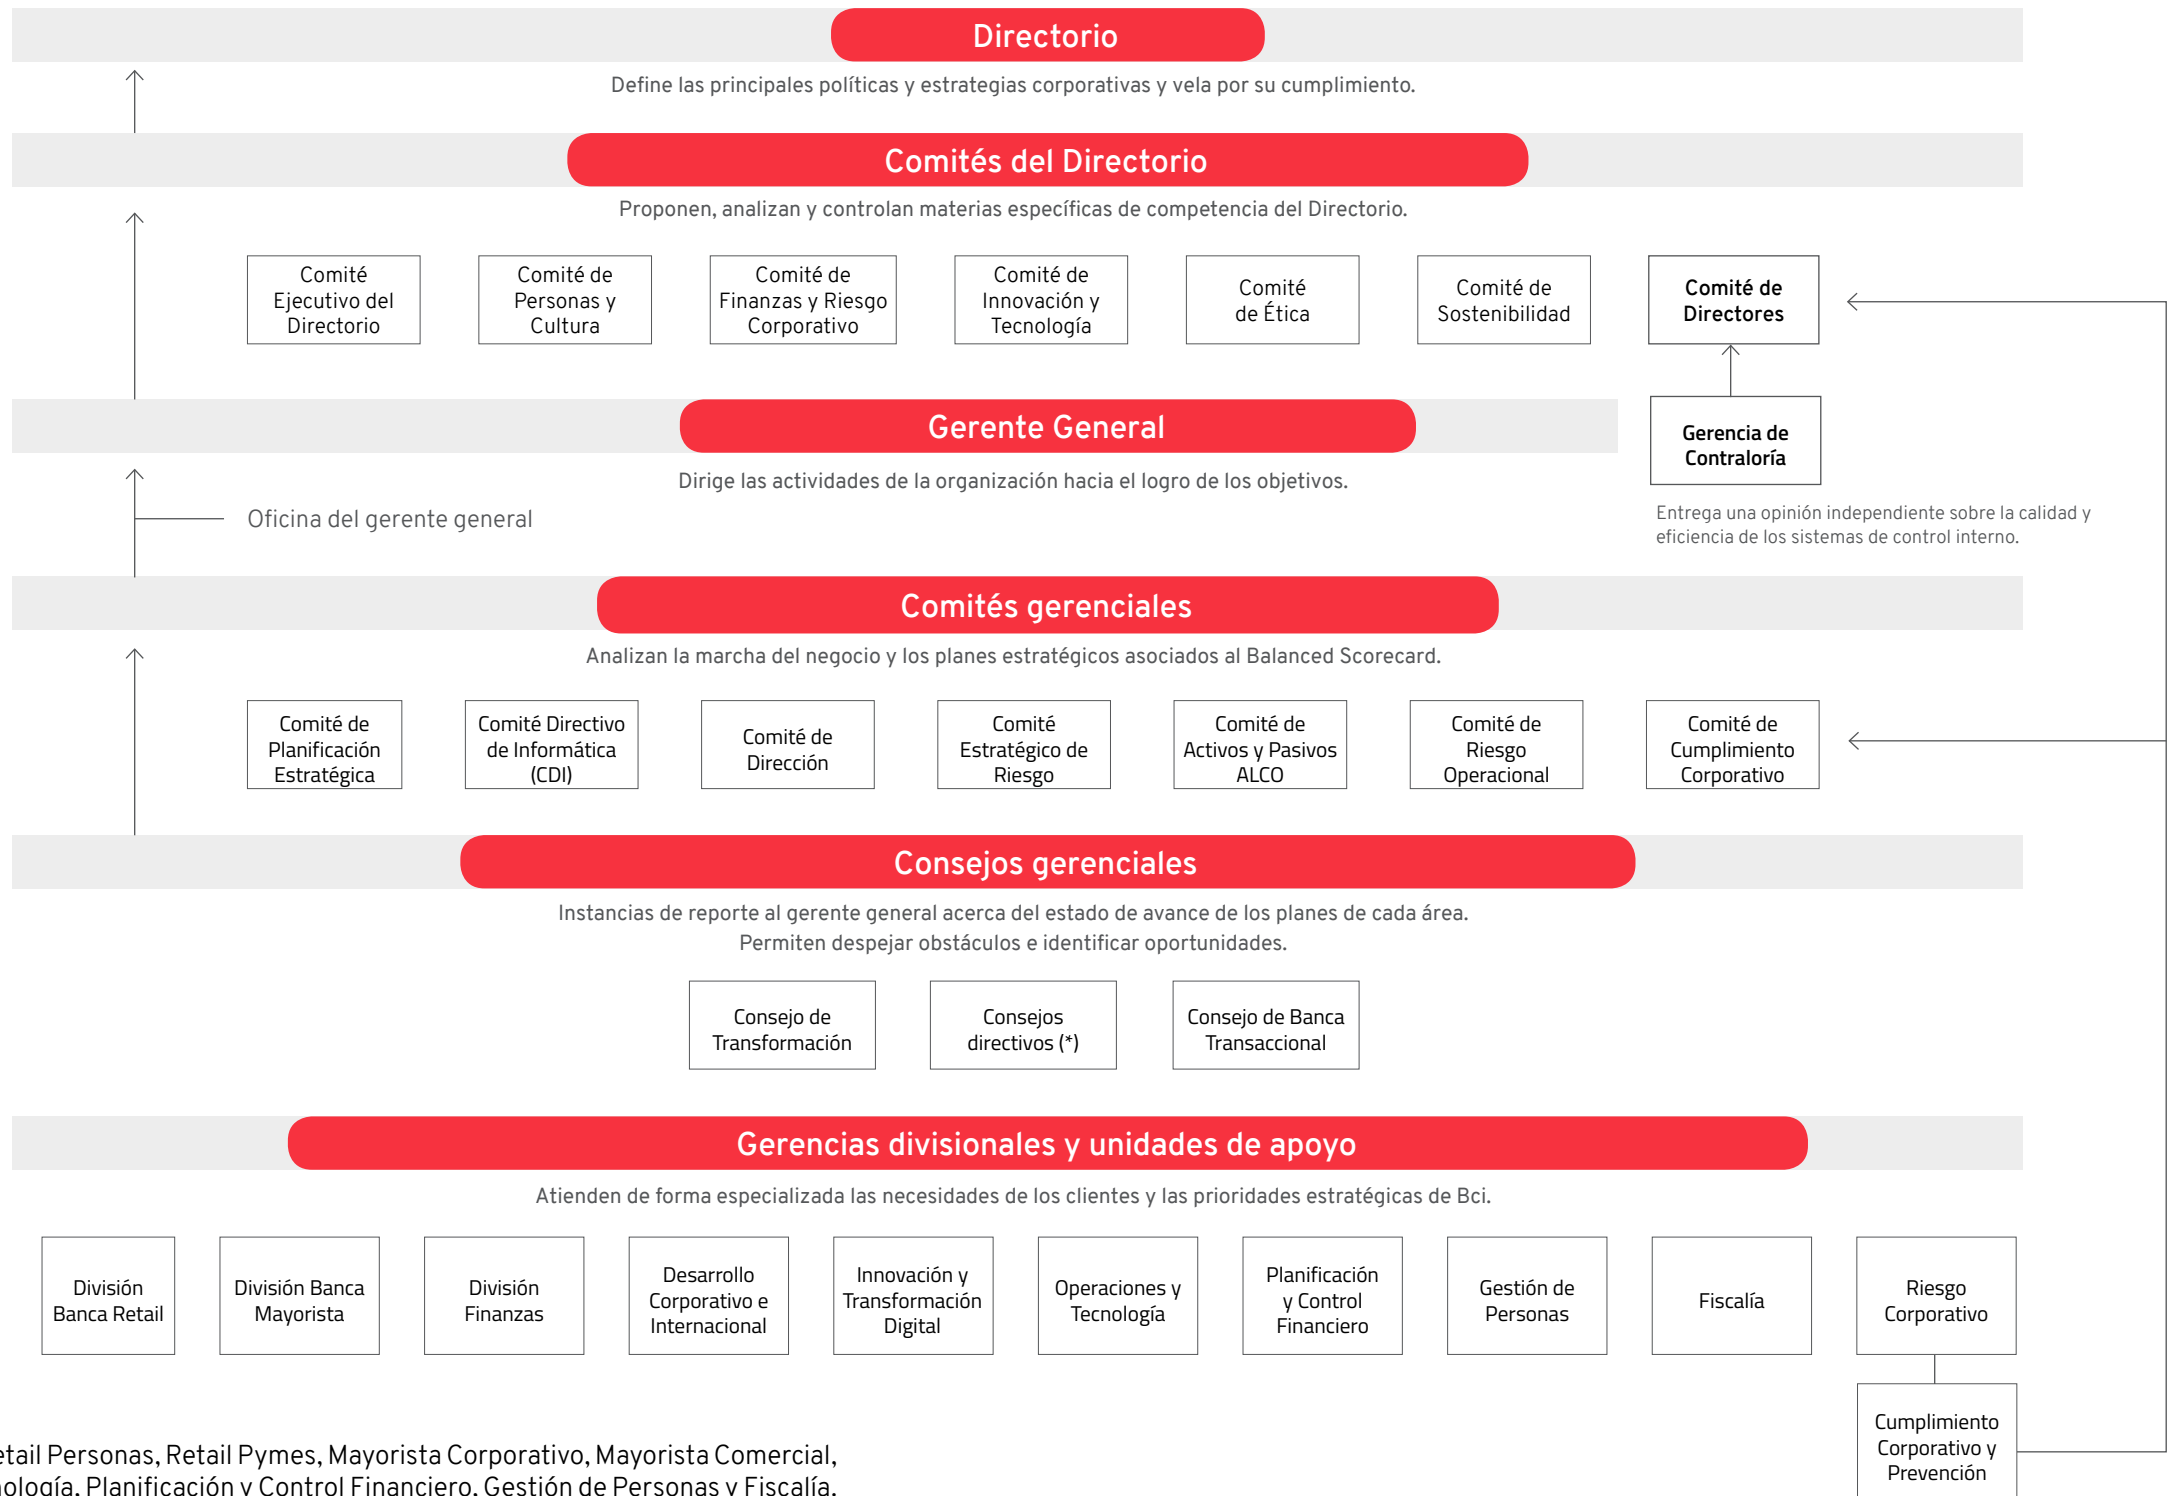 Directorio
Define las principales políticas y estrategias corporativas y vela por su cumplimiento.
Comités del Directorio
Proponen, analizan y controlan materias específicas de competencia del Directorio.
Comité
Ejecutivo del
Directorio
Comité de
Personas y
Cultura
Comité de
Finanzas y Riesgo
Corporativo
Comité de
Innovación y
Tecnología
Comité
de Ética
Comité de
Sostenibilidad
Comité de
Directores
Gerente General
Dirige las actividades de la organización hacia el logro de los objetivos.
Gerencia de
Contraloría
Entrega una opinión independiente sobre la calidad y
eficiencia de los sistemas de control interno.
Oficina del gerente general
Comités gerenciales
Analizan la marcha del negocio y los planes estratégicos asociados al Balanced Scorecard.
Comité de
Planificación
Estratégica
Comité Directivo
de Informática
(CDI)
Comité de
Dirección
Comité
Estratégico de
Riesgo
Comité de
Activos y Pasivos
ALCO
Comité de
Riesgo
Operacional
Comité de
Cumplimiento
Corporativo
Consejos gerenciales
Instancias de reporte al gerente general acerca del estado de avance de los planes de cada área.
Permiten despejar obstáculos e identificar oportunidades.
Consejo de
Transformación
Consejos
directivos (*)
Consejo de Banca
Transaccional
Gerencias divisionales y unidades de apoyo
Atienden de forma especializada las necesidades de los clientes y las prioridades estratégicas de Bci.
División
Banca Retail
División Banca
Mayorista
División
Finanzas
Desarrollo
Corporativo e
Internacional
Innovación y
Transformación
Digital
Operaciones y
Tecnología
Planificación
y Control
Financiero
Gestión de
Personas
Fiscalía
Riesgo
Corporativo
Cumplimiento
Corporativo y
Prevención
Personas, Retail Pymes, Mayorista Corporativo, Mayorista Comercial,
Planificación y Control Financiero, Gestión de Personas y Fiscalía.